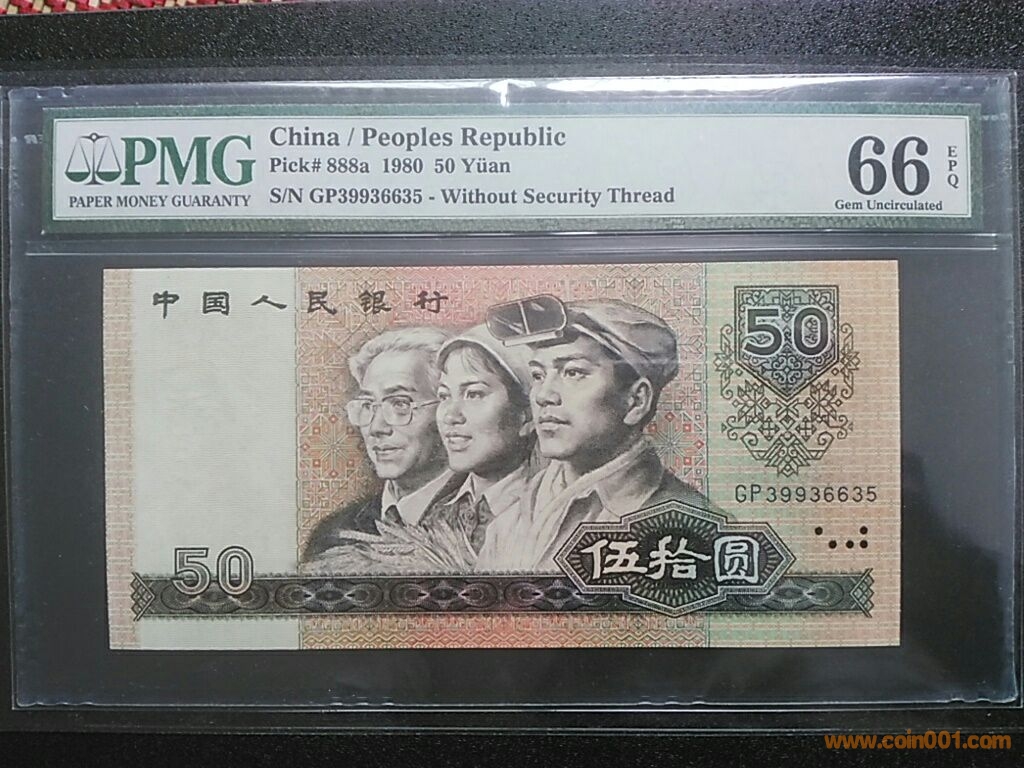 PMG
PAPER MONEY GUARANTY
China / Peoples Republic
Pick# 888a 1980 50 Yüan
S/N GP39936635 - Without Security Thread
66
EPQ
Gem Uncirculated
中国人民银行
50
GP39936635
50
伍拾圆
www.coin001.com